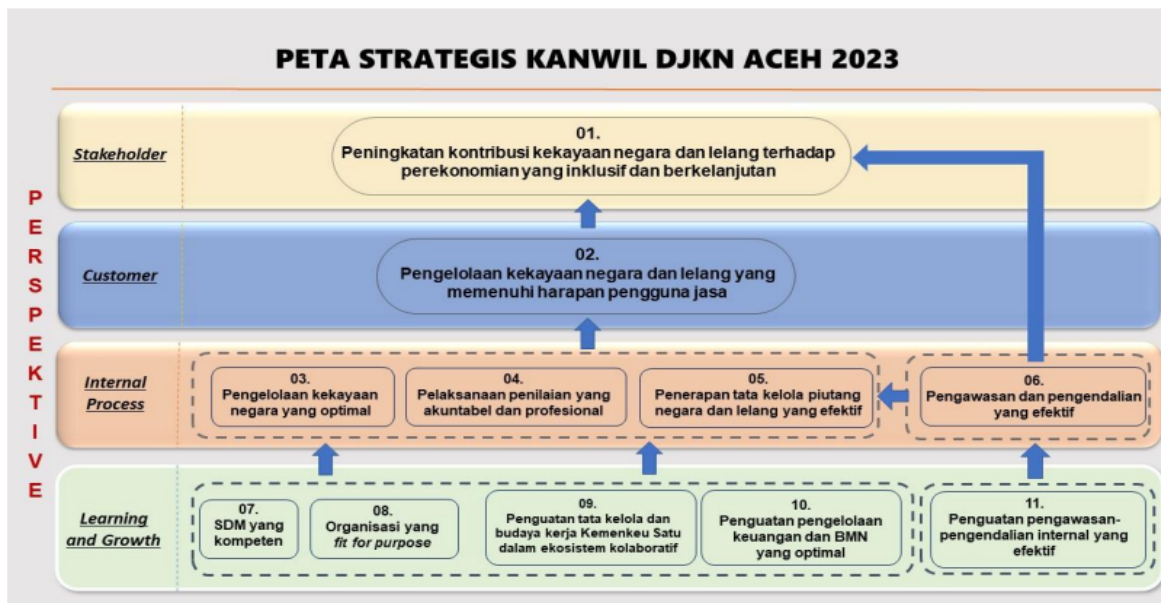 PETA STRATEGIS KANWIL DJKN ACEH 2023
PERSPEKTIVE
Stakeholder
01.
Peningkatan kontribusi kekayaan negara dan lelang terhadap
perekonomian yang inklusif dan berkelanjutan
Customer
02.
Pengelolaan kekayaan negara dan lelang yang
memenuhi harapan pengguna jasa
Internal
Process
03.
Pengelolaan kekayaan
negara yang optimal
04.
Pelaksanaan penilaian yang
akuntabel dan profesional
05.
Penerapan tata kelola piutang
negara dan lelang yang efektif
06.
Pengawasan dan pengendalian
yang efektif
Learning
and Growth
07.
SDM yang
kompeten
08.
Organisasi yang
fit for purpose
09.
Penguatan tata kelola dan
budaya kerja Kemenkeu Satu
dalam ekosistem kolaboratif
10.
Penguatan pengelolaan
keuangan dan BMN
yang optimal
11.
Penguatan pengawasan-
pengendalian internal yang
efektif